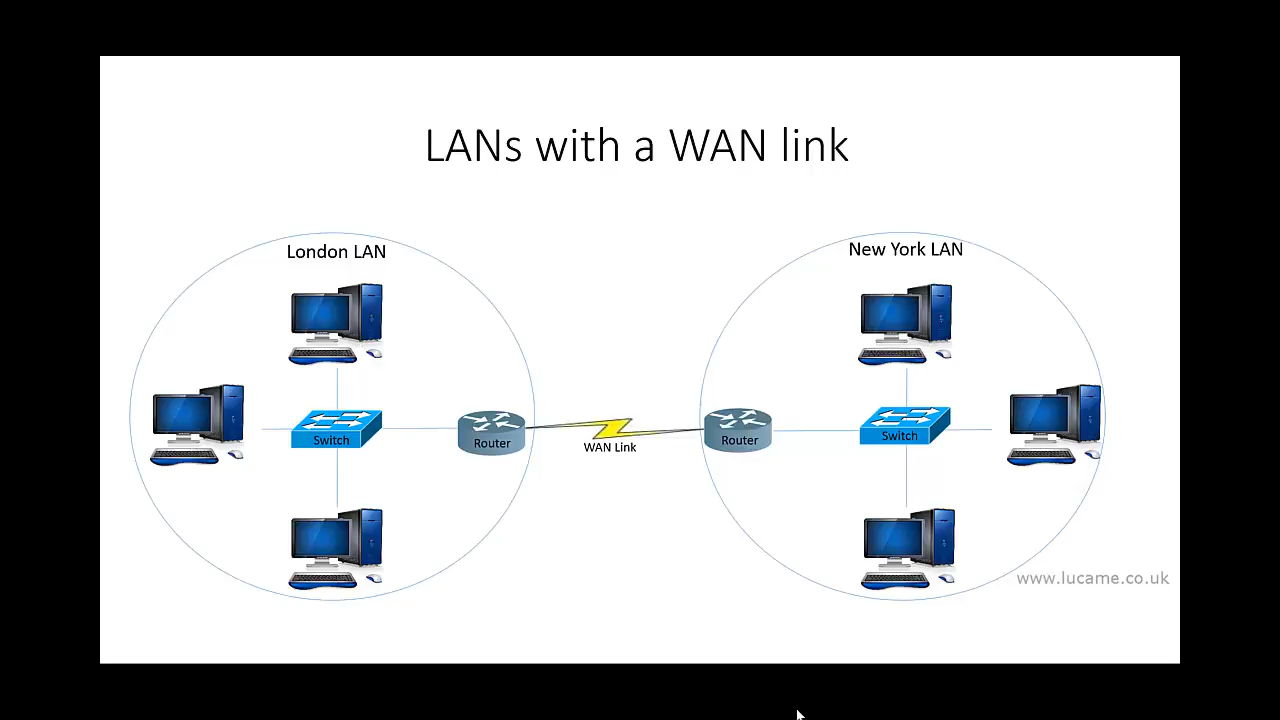 LANs with a WAN link
London LAN
New York LAN
Switch
Router
WAN Link
Router
Switch
www.lucame.co.uk